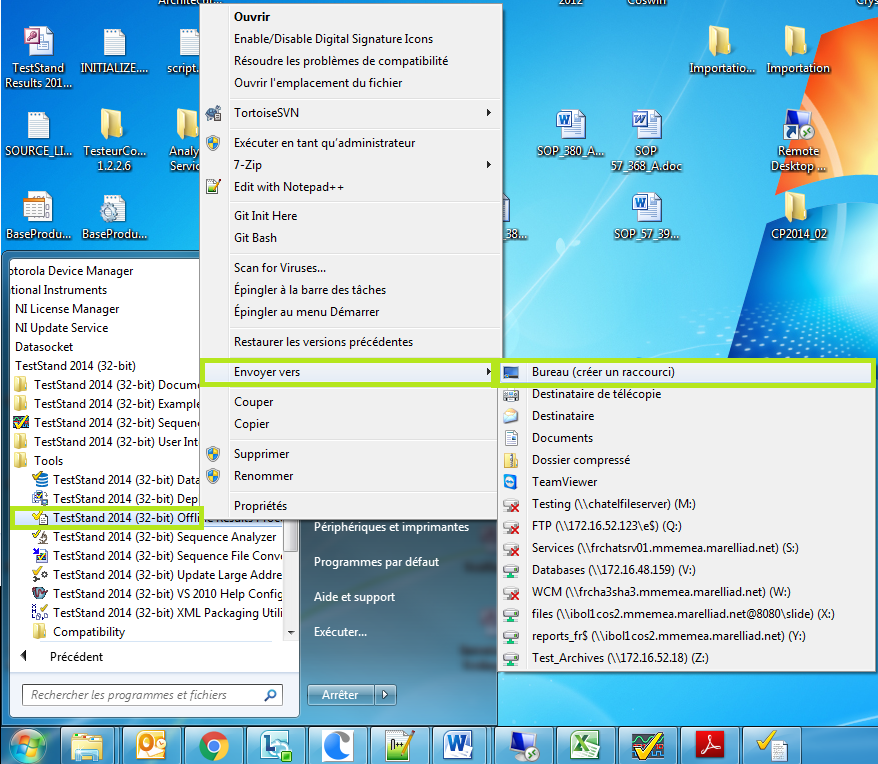 2012
Coswin
TestStand
Results 201...
INITIALIZE....
script.
Importatio...
Importation
SOURCE_LI...
TesteurCo...
1.2.2.6
Analy
Servic
SOP_380_A...
SOP
57_368_A.doc
Remote
Desktop ...
BaseProdu...
BaseProdu...
38...
SOP_57_39...
CP2014_02
Ouvrir
Enable/Disable Digital Signature Icons
Résoudre les problèmes de compatibilité
Ouvrir l'emplacement du fichier
TortoiseSVN
Exécuter en tant qu'administrateur
7-Zip
Edit with Notepad++
Git Init Here
Git Bash
Scan for Viruses...
Épingler à la barre des tâches
Épingler au menu Démarrer
Restaurer les versions précédentes
Envoyer vers
Couper
Copier
Supprimer
Renommer
Propriétés
Bureau (créer un raccourci)
Destinataire de télécopie
Destinataire
Documents
Dossier compressé
TeamViewer
Testing (\\chatelfileserver) (M:)
FTP (\\172.16.52.123\e$) (Q:)
Services (\\frchatsrv01.mmemea.marelliad.net) (S:)
Databases (\\172.16.48.159) (V:)
WCM (\\frcha3sha3.mmemea.marelliad.net) (W:)
files (\\ibol1cos2.mmemea.marelliad.net@8080\slide) (X:)
reports_fr$ (\\ibol1cos2.mmemea.marelliad.net) (Y:)
Test_Archives (\\172.16.52.18) (Z:)
otorola Device Manager
tional Instruments
NI License Manager
NI Update Service
Datasocket
TestStand 2014 (32-bit)
TestStand 2014 (32-bit) Docum
TestStand 2014 (32-bit) Example
TestStand 2014 (32-bit) Sequen
TestStand 2014 (32-bit) User Int
Tools
TestStand 2014 (32-bit) Data
TestStand 2014 (32-bit) Dep
TestStand 2014 (32-bit) Offl
TestStand 2014 (32-bit) Sequence Analyzer
TestStand 2014 (32-bit) Sequence File Conv
TestStand 2014 (32-bit) Update Large Addre
TestStand 2014 (32-bit) VS 2010 Help Config
TestStand 2014 (32-bit) XML Packaging Utili
Compatibility
Précédent
Rechercher les programmes et fichiers
Périphériques et imprimantes
Programmes par défaut
Aide et support
Exécuter...
Arrêter